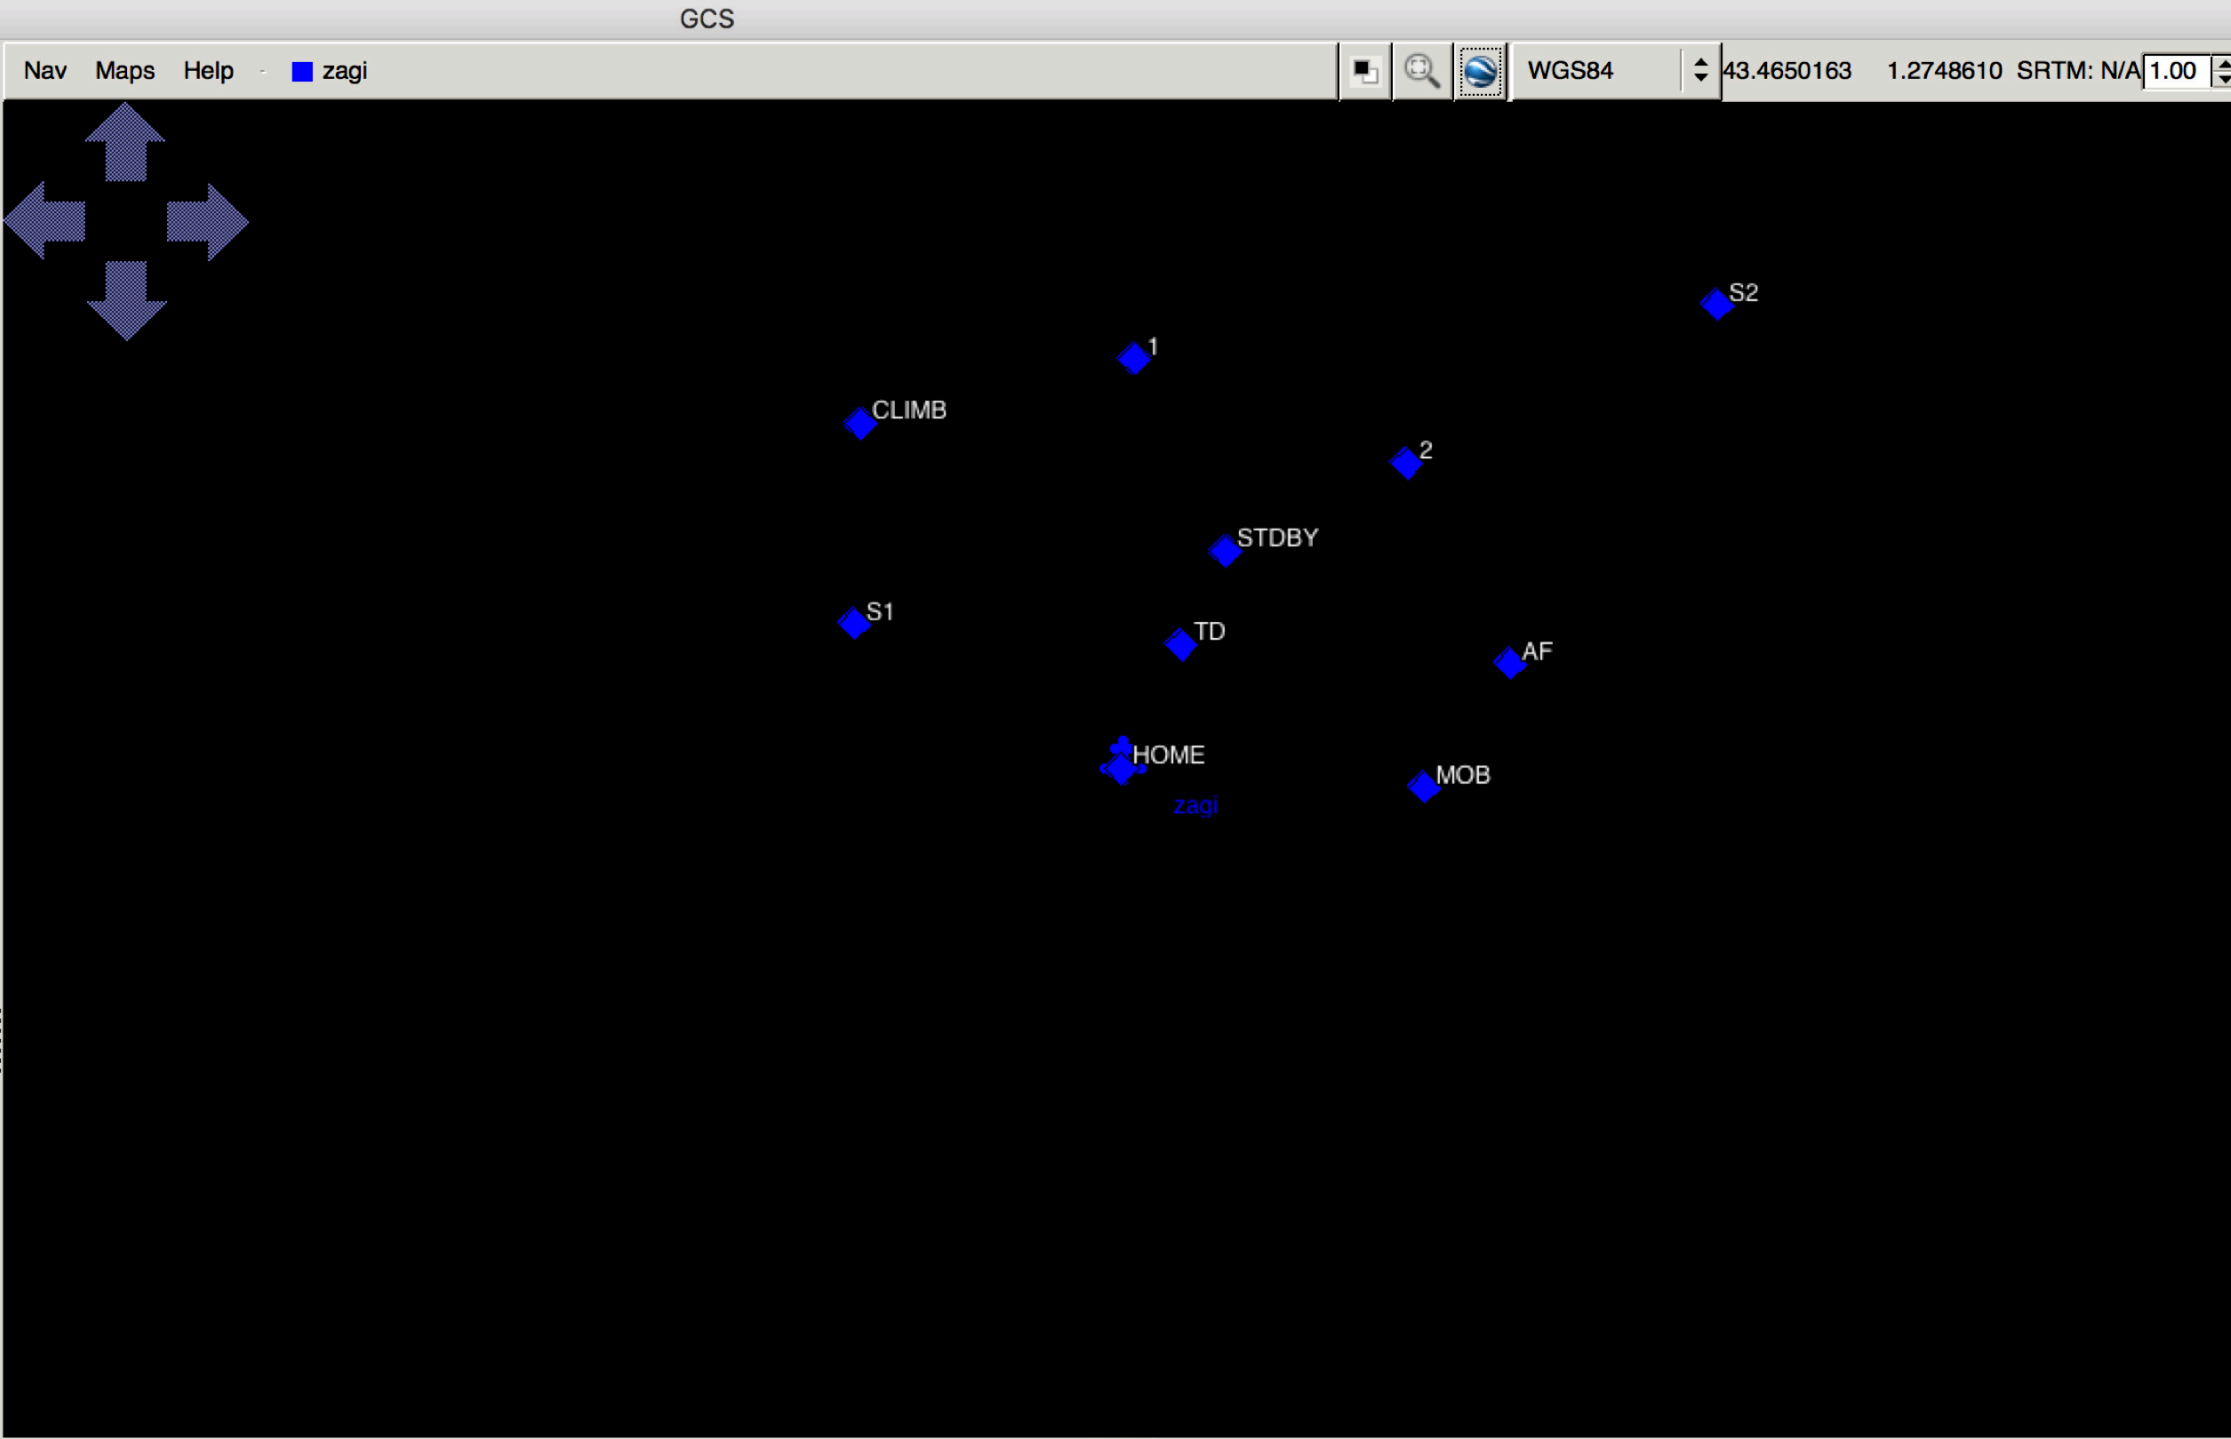 GCS
Nav Maps Help - zagi WGS84 43.4650163 1.2748610 SRTM: N/A 1.00
S2
1
CLIMB
2
STDBY
S1
TD
AF
HOME
MOB
zagi